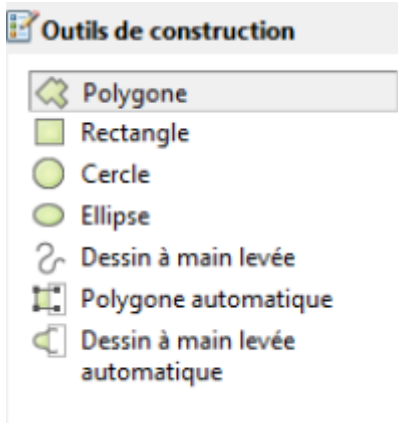 Outils de construction
Polygone
Rectangle
Cercle
Ellipse
Dessin à main levée
Polygone automatique
Dessin à main levée
automatique